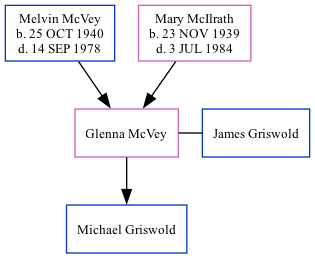 Melvin McVey
b. 25 OCT 1940
d. 14 SEP 1978
Mary McIlrath
b. 23 NOV 1939
d. 3 JUL 1984
Glenna McVey
James Griswold
Michael Griswold